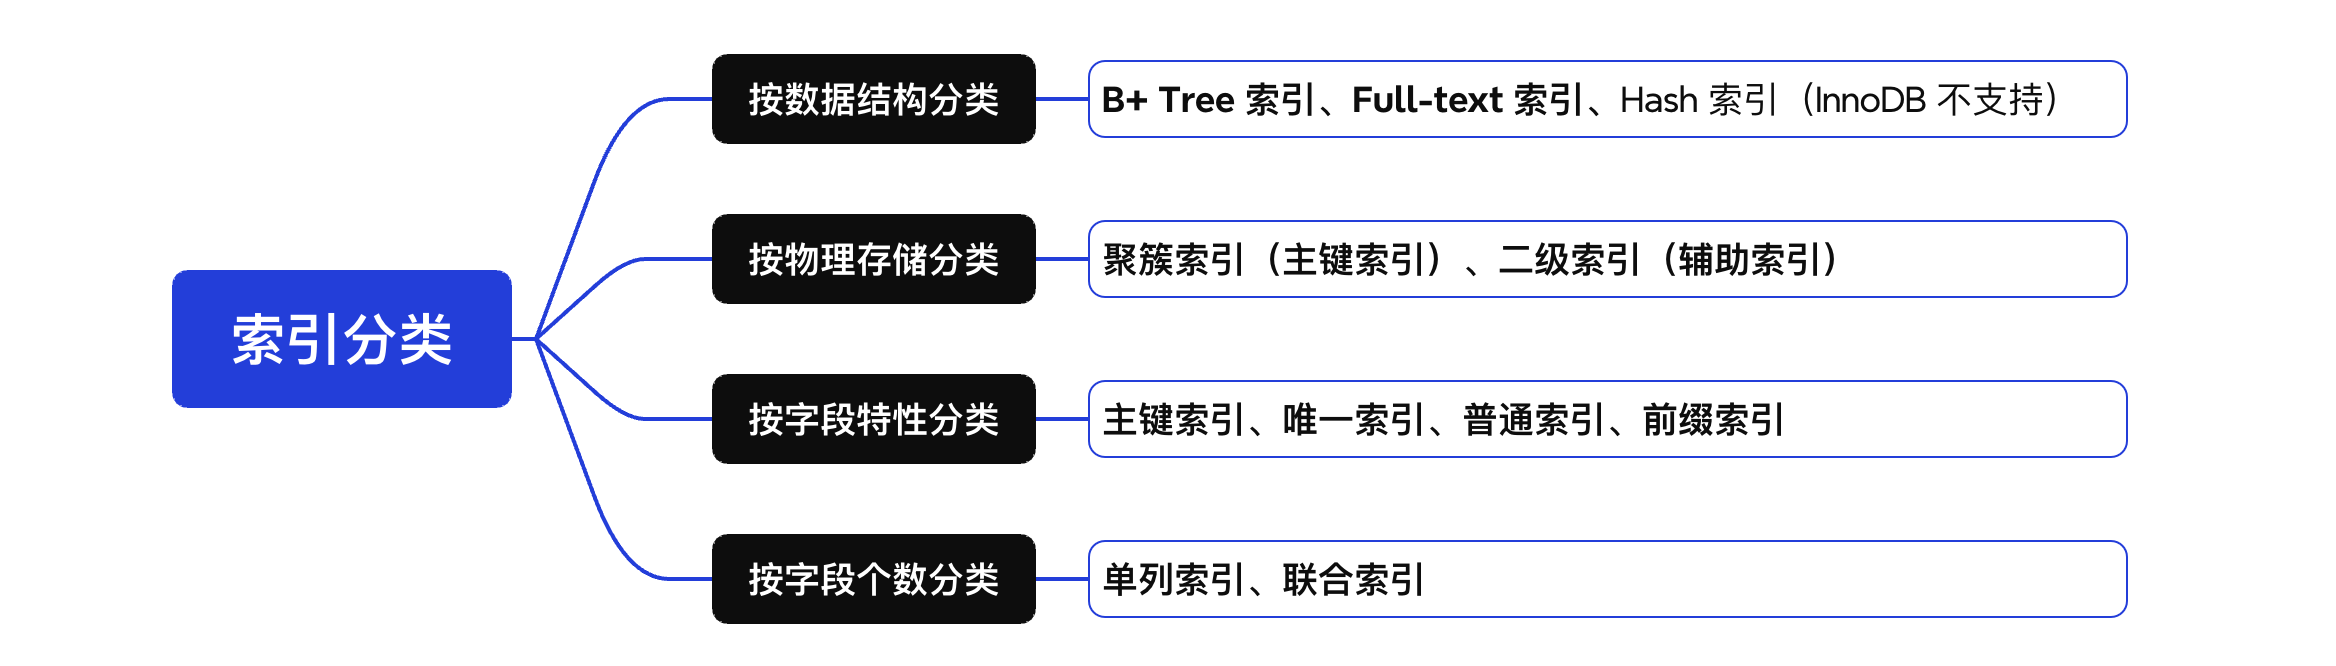 索引分类
按数据结构分类
B+ Tree 索引、Full-text 索引、Hash 索引（InnoDB 不支持）
按物理存储分类
聚簇索引（主键索引）、二级索引（辅助索引）
按字段特性分类
主键索引、唯一索引、普通索引、前缀索引
按字段个数分类
单列索引、联合索引